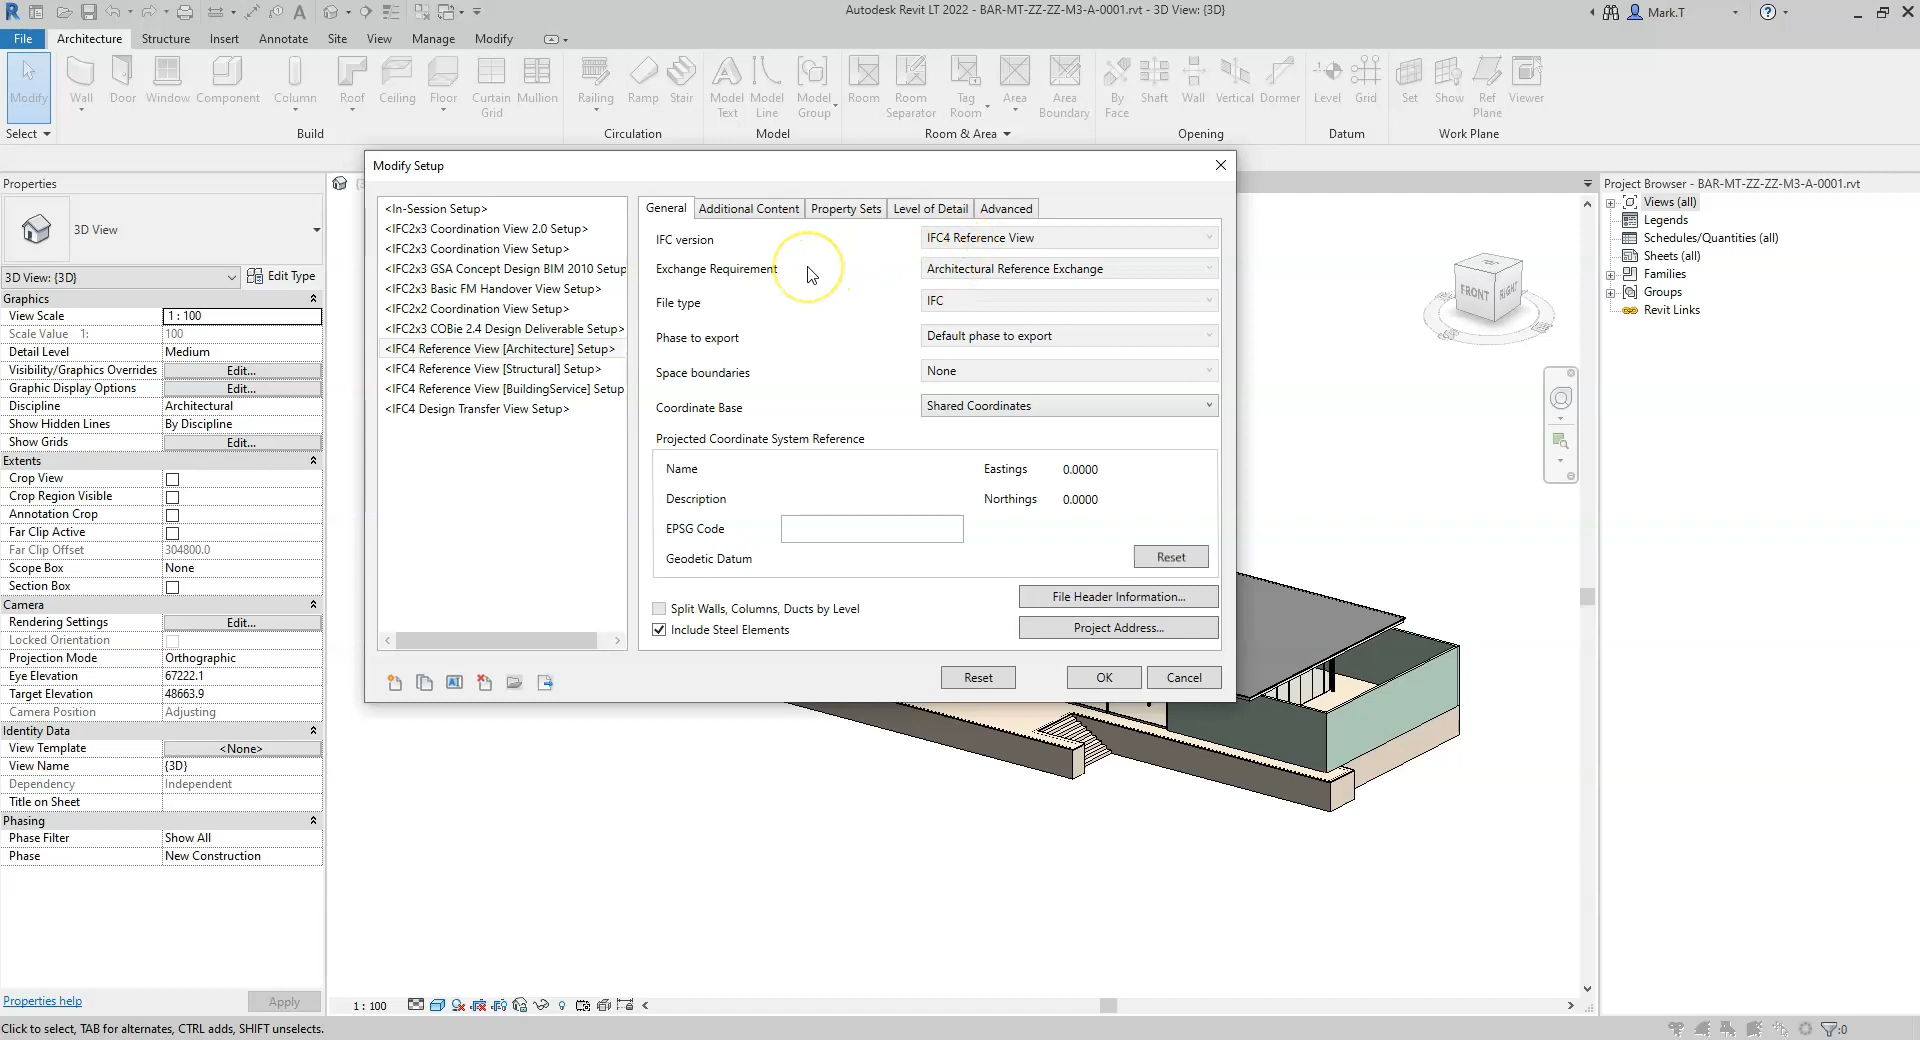 Autodesk Revit LT 2022 - BAR-MT-ZZ-ZZ-M3-A-0001.rvt - 3D View: {3D}
Mark.T
File Architecture Structure Insert Annotate Site View Manage Modify
Modify Wall Door Window Component Column Roof Ceiling Floor Curtain Grid Mullion Railing Ramp Stair Model Text Model Line Model Group Room Room Separator Tag Room Area Area Boundary By Face Shaft Wall Vertical Dormer Level Grid Set Show Ref Plane Viewer
Select Build Circulation Model Room & Area Opening Datum Work Plane
Properties
3D View
3D View: {3D} Edit Type
Graphics
View Scale 1 : 100
Scale Value 1: 100
Detail Level Medium
Visibility/Graphics Overrides Edit...
Graphic Display Options Edit...
Discipline Architectural
Show Hidden Lines By Discipline
Show Grids Edit...
Extents
Crop View
Crop Region Visible
Annotation Crop
Far Clip Active
Far Clip Offset 304800.0
Scope Box None
Section Box
Camera
Rendering Settings Edit...
Locked Orientation
Projection Mode Orthographic
Eye Elevation 67222.1
Target Elevation 48663.9
Camera Position Adjusting
Identity Data
View Template <None>
View Name {3D}
Dependency Independent
Title on Sheet
Phasing
Phase Filter Show All
Phase New Construction
Properties help Apply
Modify Setup
<In-Session Setup>
<IFC2x3 Coordination View 2.0 Setup>
<IFC2x3 Coordination View Setup>
<IFC2x3 GSA Concept Design BIM 2010 Setup
<IFC2x3 Basic FM Handover View Setup>
<IFC2x2 Coordination View Setup>
<IFC2x3 COBie 2.4 Design Deliverable Setup>
<IFC4 Reference View [Architecture] Setup>
<IFC4 Reference View [Structural] Setup>
<IFC4 Reference View [BuildingService] Setup
<IFC4 Design Transfer View Setup>
General Additional Content Property Sets Level of Detail Advanced
IFC version IFC4 Reference View
Exchange Requirement Architectural Reference Exchange
File type IFC
Phase to export Default phase to export
Space boundaries None
Coordinate Base Shared Coordinates
Projected Coordinate System Reference
Name Eastings 0.0000
Description Northings 0.0000
EPSG Code
Geodetic Datum Reset
File Header Information...
Split Walls, Columns, Ducts by Level
Include Steel Elements Project Address...
Reset OK Cancel
FRONT RIGHT
Project Browser - BAR-MT-ZZ-ZZ-M3-A-0001.rvt
Views (all)
Legends
Schedules/Quantities (all)
Sheets (all)
Families
Groups
Revit Links
1 : 100
Click to select, TAB for alternates, CTRL adds, SHIFT unselects.
:0